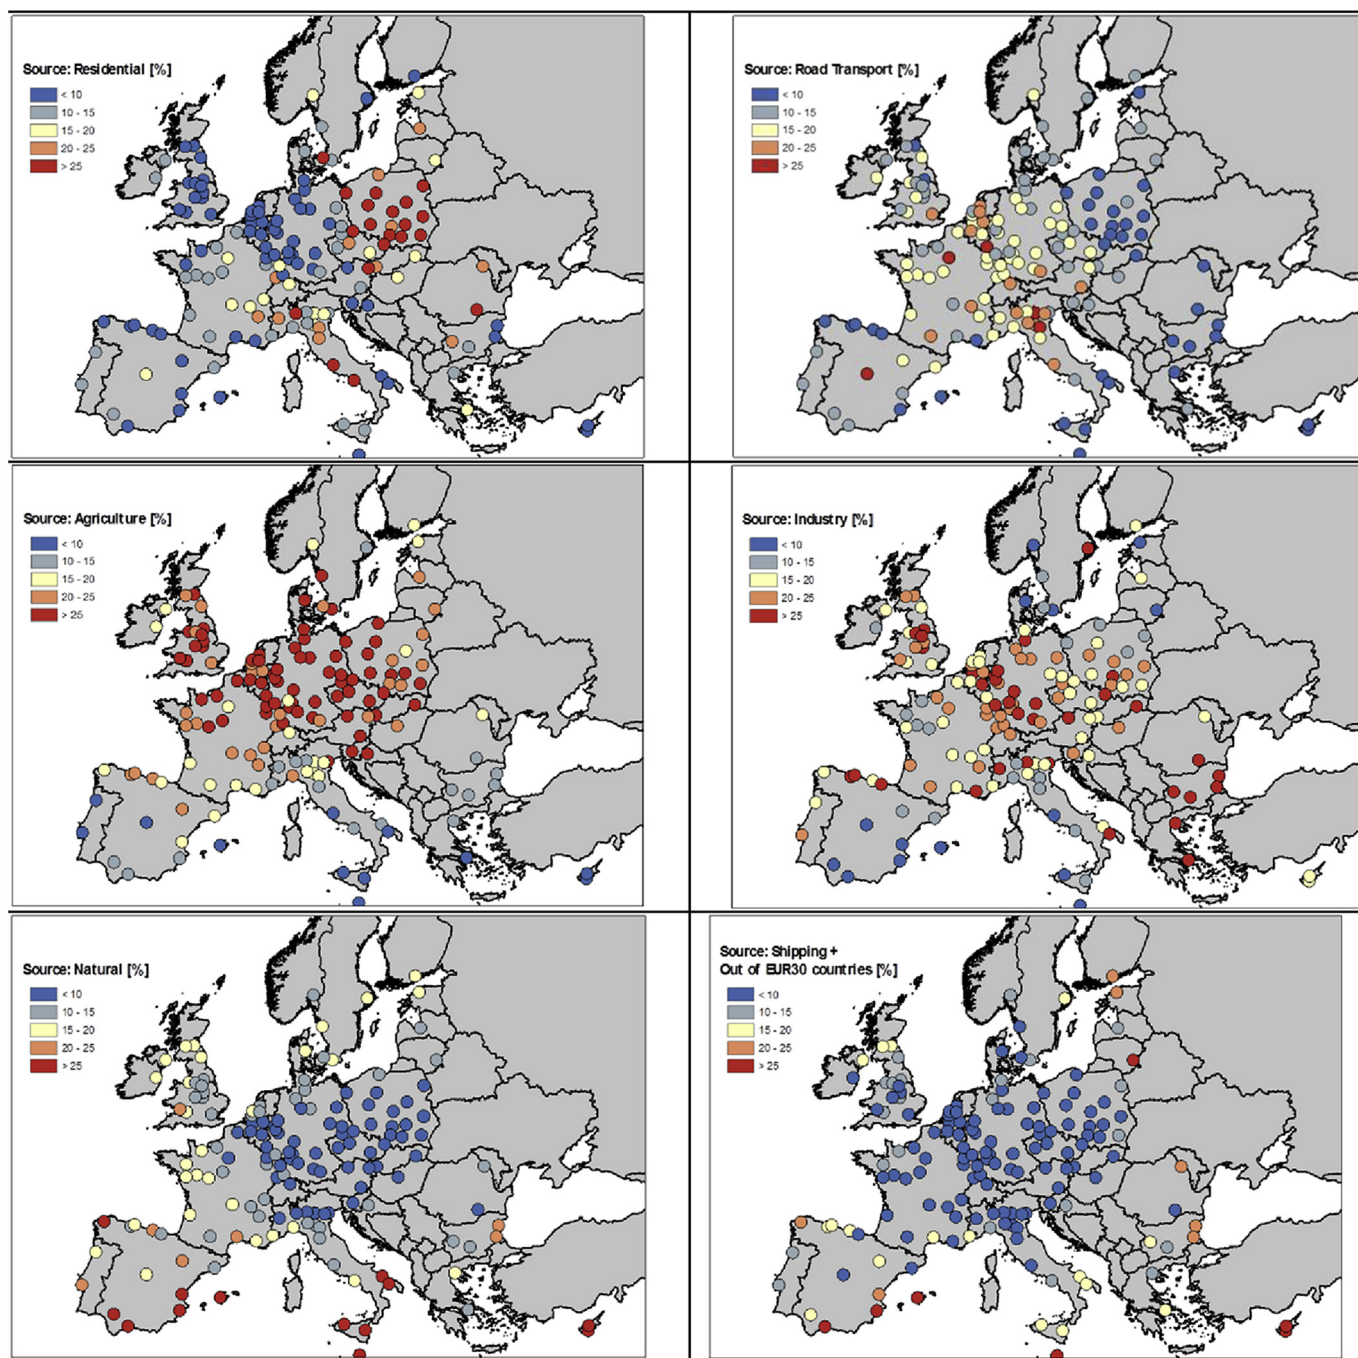 Source: Residential [%]
< 10
10 - 15
15 - 20
20 - 25
> 25
Source: Road Transport [%]
< 10
10 - 15
15 - 20
20 - 25
> 25
Source: Agriculture [%]
< 10
10 - 15
15 - 20
20 - 25
> 25
Source: Industry [%]
< 10
10 - 15
15 - 20
20 - 25
> 25
Source: Natural [%]
< 10
10 - 15
15 - 20
20 - 25
> 25
Source: Shipping +
Out of EUR30 countries [%]
< 10
10 - 15
15 - 20
20 - 25
> 25